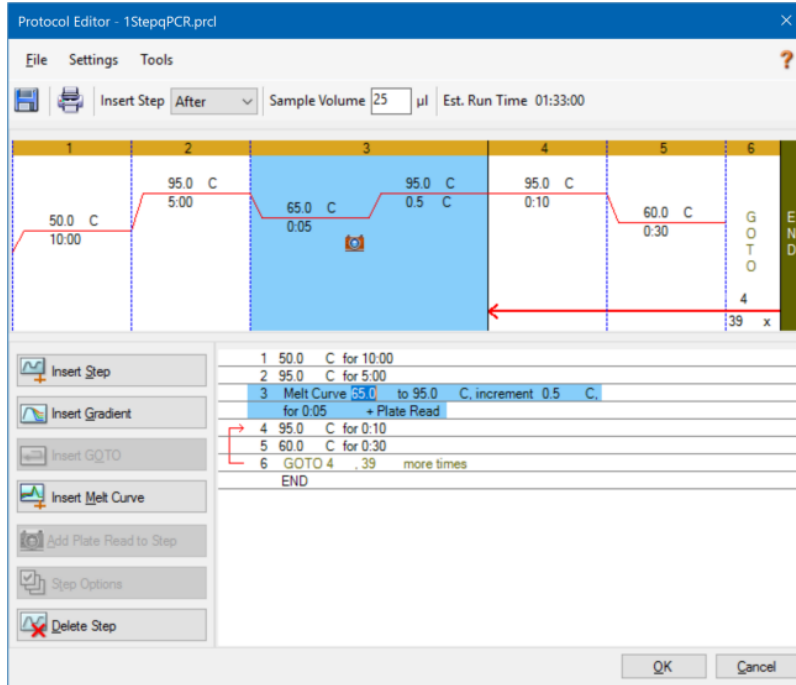 Protocol Editor - 1StepqPCR.prcl
File Settings Tools
?
Insert Step After Sample Volume 25 µl Est. Run Time 01:33:00
1 2 3 4 5 6
50.0 C
10:00
95.0 C
5:00
65.0 C
0:05
95.0 C
0.5 C
95.0 C
0:10
60.0 C
0:30
GOTO
4
39 x
END
Insert Step
Insert Gradient
Insert GOTO
Insert Melt Curve
Add Plate Read to Step
Step Options
Delete Step
1 50.0 C for 10:00
2 95.0 C for 5:00
3 Melt Curve 65.0 to 95.0 C, increment 0.5 C,
for 0:05 + Plate Read
4 95.0 C for 0:10
5 60.0 C for 0:30
6 GOTO 4 , 39 more times
END
OK Cancel